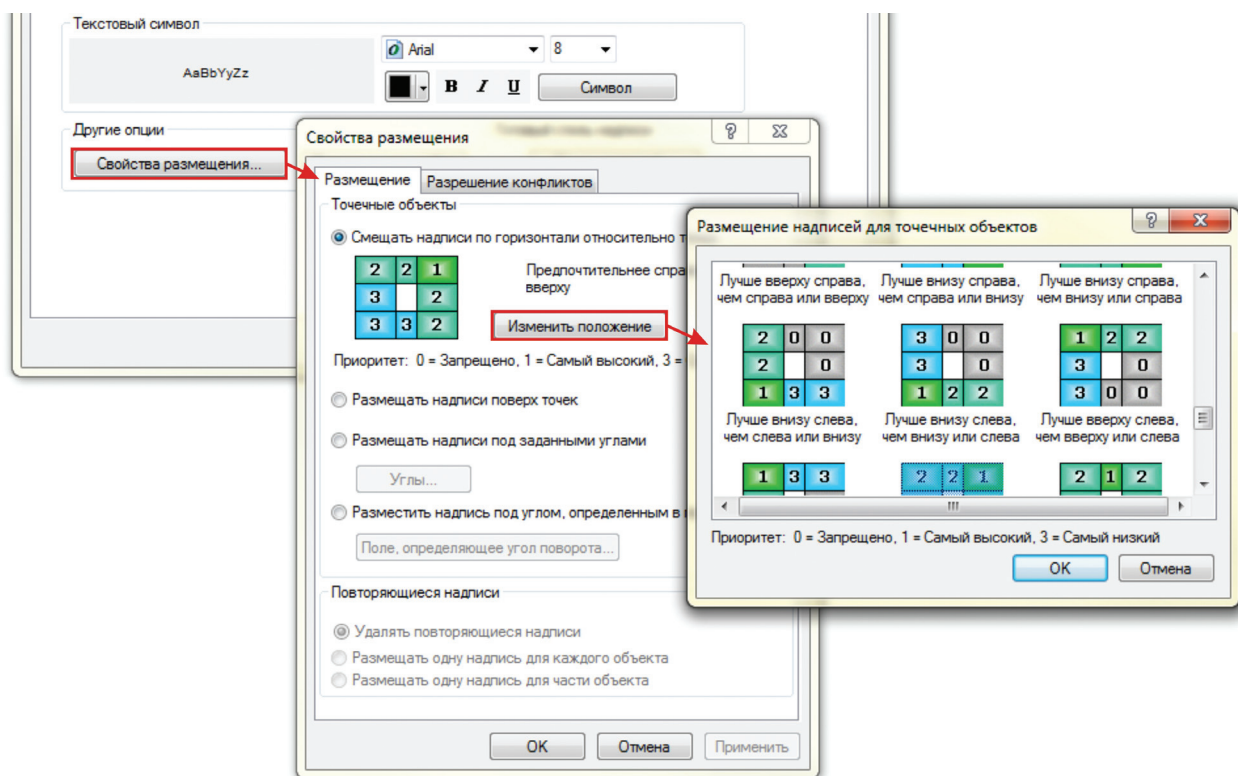 Текстовый символ
AaBbYyZz
Arial
8
B I U
Символ
Другие опции
Свойства размещения...
Свойства размещения
Размещение
Разрешение конфликтов
Точечные объекты
Смещать надписи по горизонтали относительно
2 2 1
3 2
3 3 2
Предпочтительнее
вверху
Изменить положение
Приоритет: 0 = Запрещено, 1 = Самый высокий, 3 =
Размещать надписи поверх точек
Размещать надписи под заданными углами
Углы...
Разместить надпись под углом, определенным в
Поле, определяющее угол поворота...
Повторяющиеся надписи
Удалять повторяющиеся надписи
Размещать одну надпись для каждого объекта
Размещать одну надпись для части объекта
OK
Отмена
Применить
Размещение надписей для точечных объектов
Лучше вверху справа,
чем справа или вверху
Лучше внизу справа,
чем справа или внизу
Лучше внизу справа,
чем внизу или справа
2 0 0
2 0
1 3 3
3 0 0
3 0
1 2 2
1 2 2
3 0
3 0 0
Лучше внизу слева,
чем слева или внизу
Лучше внизу слева,
чем внизу или слева
Лучше вверху слева,
чем вверху или слева
1 3 3
2 2 1
2 1 2
Приоритет: 0 = Запрещено, 1 = Самый высокий, 3 = Самый низкий
OK
Отмена